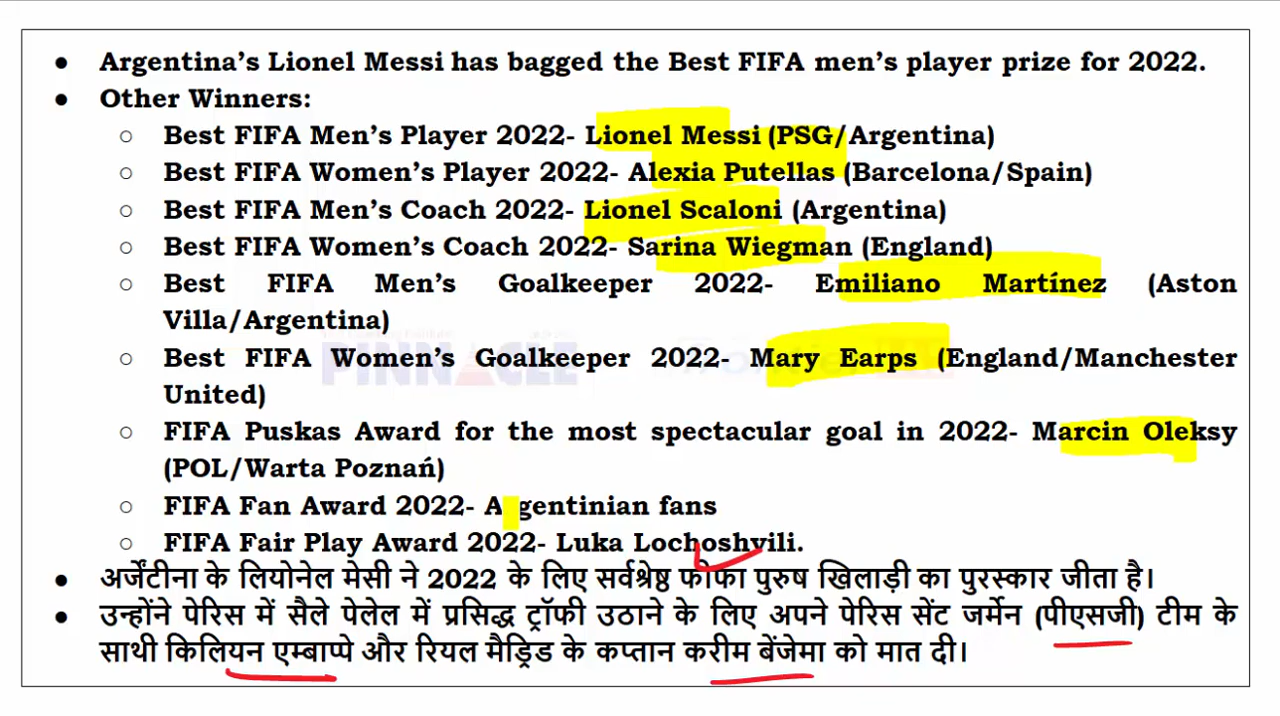 ● Argentina's Lionel Messi has bagged the Best FIFA men's player prize for 2022.
● Other Winners:
○ Best FIFA Men's Player 2022- Lionel Messi (PSG/Argentina)
○ Best FIFA Women's Player 2022- Alexia Putellas (Barcelona/Spain)
○ Best FIFA Men's Coach 2022- Lionel Scaloni (Argentina)
○ Best FIFA Women's Coach 2022- Sarina Wiegman (England)
○ Best FIFA Men's Goalkeeper 2022- Emiliano Martínez (Aston
Villa/Argentina)
○ Best FIFA Women's Goalkeeper 2022- Mary Earps (England/Manchester
United)
○ FIFA Puskas Award for the most spectacular goal in 2022- Marcin Oleksy
(POL/Warta Poznań)
○ FIFA Fan Award 2022- Argentinian fans
○ FIFA Fair Play Award 2022- Luka Lochoshvili.
● अर्जेंटीना के लियोनेल मेसी ने 2022 के लिए सर्वश्रेष्ठ फीफा पुरुष खिलाड़ी का पुरस्कार जीता है।
● उन्होंने पेरिस में सैले पेलेल में प्रसिद्ध ट्रॉफी उठाने के लिए अपने पेरिस सेंट जर्मेन (पीएसजी) टीम के
साथी किलियन एम्बाप्पे और रियल मैड्रिड के कप्तान करीम बेंजेमा को मात दी।
PINNACLE